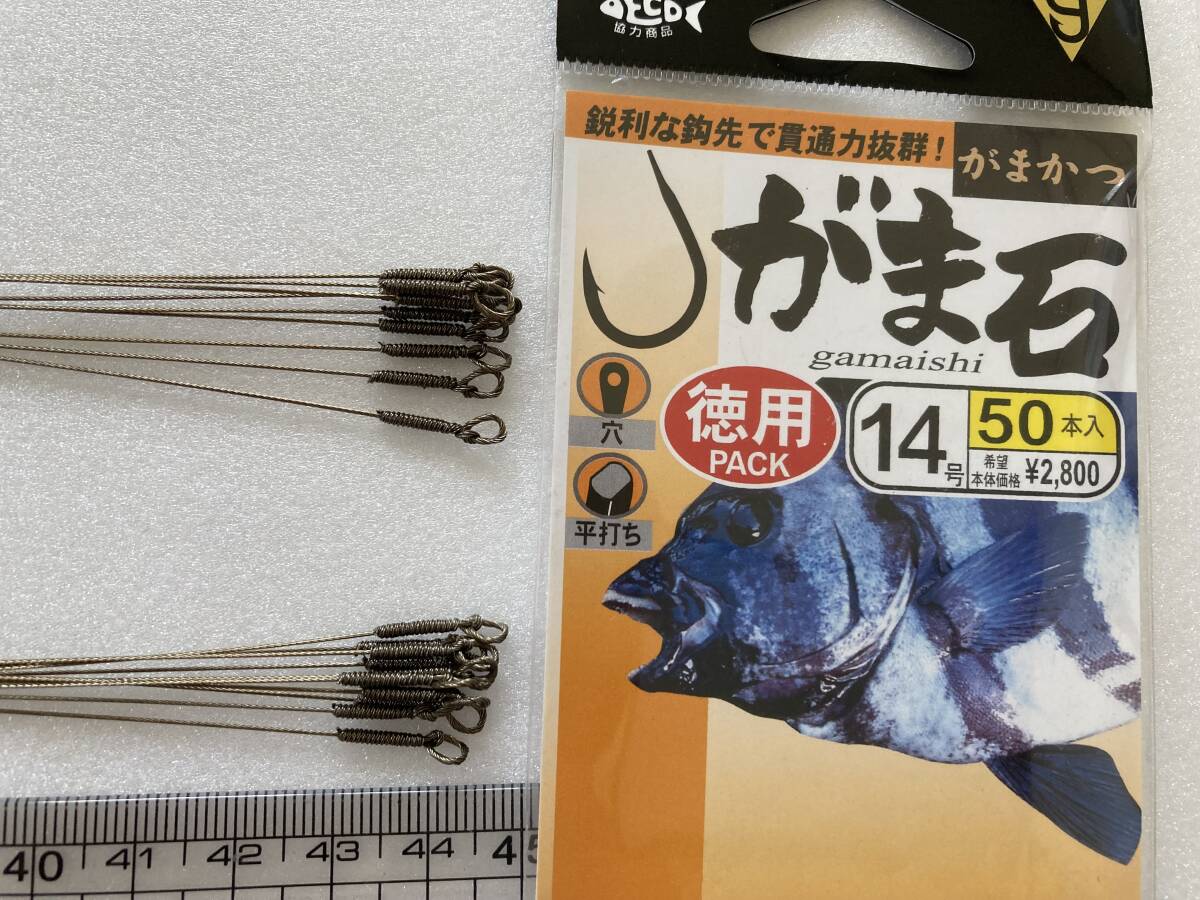 ECO
協力商品
g
鋭利な鈎先で貫通力抜群!
がまかつ
がま石
gamaishi
穴
平打ち
徳用
PACK
14号
50本入
希望
本体価格 ¥2,800
40 41 42 43 44 45